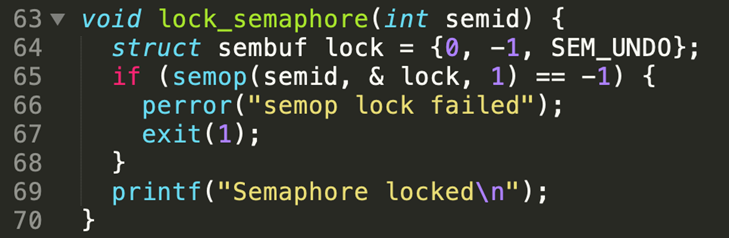 63 void lock_semaphore(int semid) {
64 struct sembuf lock = {0, -1, SEM_UNDO};
65 if (semop(semid, & lock, 1) == -1) {
66 perror("semop lock failed");
67 exit(1);
68 }
69 printf("Semaphore locked\n");
70 }